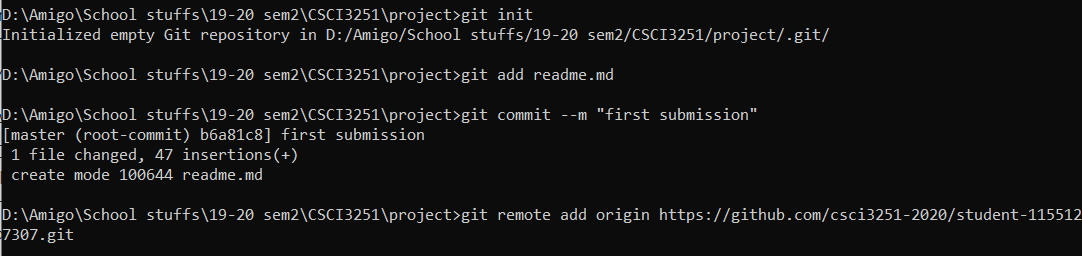 D:\Amigo\School stuffs\19-20 sem2\CSCI3251\project>git init
Initialized empty Git repository in D:/Amigo/School stuffs/19-20 sem2/CSCI3251/project/.git/
D:\Amigo\School stuffs\19-20 sem2\CSCI3251\project>git add readme.md
D:\Amigo\School stuffs\19-20 sem2\CSCI3251\project>git commit --m "first submission"
[master (root-commit) b6a81c8] first submission
 1 file changed, 47 insertions(+)
 create mode 100644 readme.md
D:\Amigo\School stuffs\19-20 sem2\CSCI3251\project>git remote add origin https://github.com/csci3251-2020/student-115512
7307.git